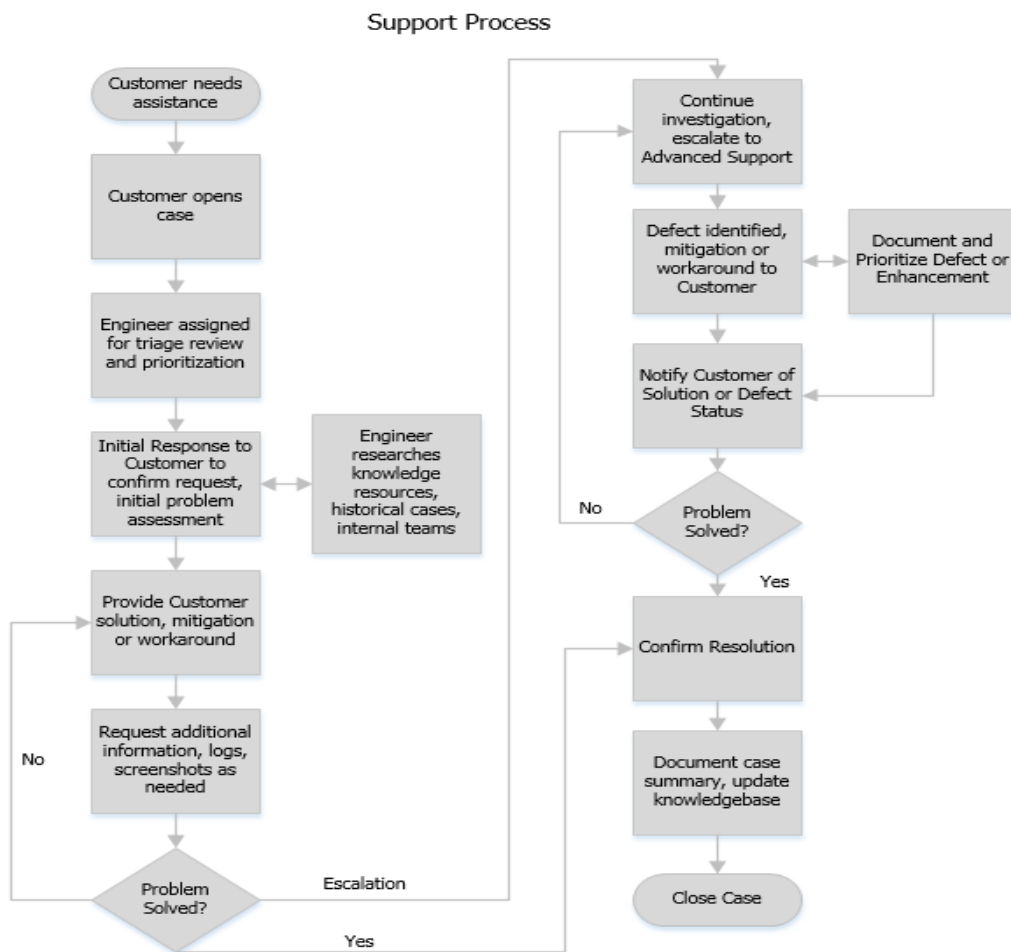 Support Process
Customer needs
assistance
Customer opens
case
Engineer assigned
for triage review
and prioritization
Initial Response to
Customer to
confirm request,
initial problem
assessment
Engineer
researches
knowledge
resources,
historical cases,
internal teams
Provide Customer
solution, mitigation
or workaround
Request additional
information, logs,
screenshots as
needed
No
Problem
Solved?
Escalation
Yes
Continue
investigation,
escalate to
Advanced Support
Defect identified,
mitigation or
workaround to
Customer
Document and
Prioritize Defect or
Enhancement
Notify Customer of
Solution or Defect
Status
No
Problem
Solved?
Yes
Confirm Resolution
Document case
summary, update
knowledgebase
Close Case